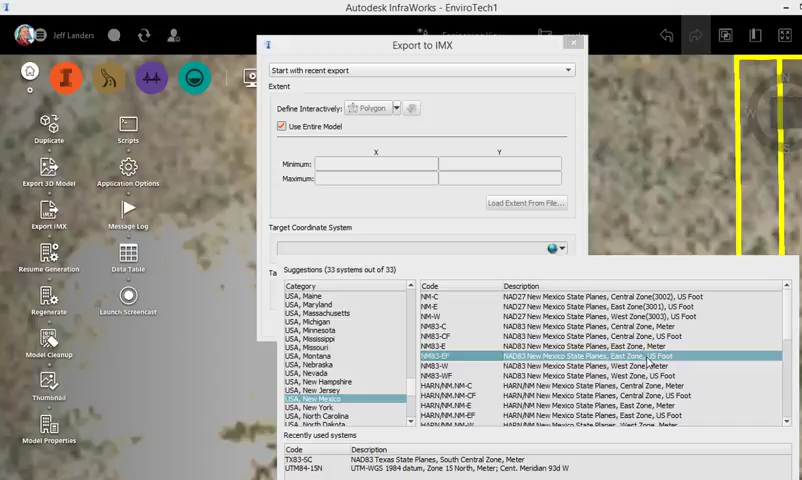 Autodesk InfraWorks - EnviroTech1
Jeff Landers
Export to IMX
Start with recent export
Extent
Define Interactively: Polygon
Use Entire Model
X Y
Minimum:
Maximum:
Load Extent From File...
Target Coordinate System
Ta
Duplicate
Scripts
Export 3D Model
Application Options
Export IMX
Message Log
Resume Generation
Data Table
Regenerate
Launch Screencast
Model Cleanup
Thumbnail
Model Properties
N
W
S
Suggestions (33 systems out of 33)
Category
USA, Maine
USA, Maryland
USA, Massachusetts
USA, Michigan
USA, Minnesota
USA, Mississippi
USA, Missouri
USA, Montana
USA, Nebraska
USA, Nevada
USA, New Hampshire
USA, New Jersey
USA, New Mexico
USA, New York
USA, North Carolina
USA, North Dakota
Code Description
NM-C NAD27 New Mexico State Planes, Central Zone(3002), US Foot
NM-E NAD27 New Mexico State Planes, East Zone(3001), US Foot
NM-W NAD27 New Mexico State Planes, West Zone(3003), US Foot
NM83-C NAD83 New Mexico State Planes, Central Zone, Meter
NM83-CF NAD83 New Mexico State Planes, Central Zone, US Foot
NM83-E NAD83 New Mexico State Planes, East Zone, Meter
NM83-EF NAD83 New Mexico State Planes, East Zone, US Foot
NM83-W NAD83 New Mexico State Planes, West Zone, Meter
NM83-WF NAD83 New Mexico State Planes, West Zone, US Foot
HARN/NM.NM-C HARN/NM New Mexico State Planes, Central Zone, Meter
HARN/NM.NM-CF HARN/NM New Mexico State Planes, Central Zone, US Foot
HARN/NM.NM-E HARN/NM New Mexico State Planes, East Zone, Meter
HARN/NM.NM-EF HARN/NM New Mexico State Planes, East Zone, US Foot
HARN/NM.NM-W HARN/NM New Mexico State Planes, West Zone, Meter
Recently used systems
Code Description
TX83-SC NAD83 Texas State Planes, South Central Zone, Meter
UTM84-15N UTM-WGS 1984 datum, Zone 15 North, Meter; Cent. Meridian 93d W